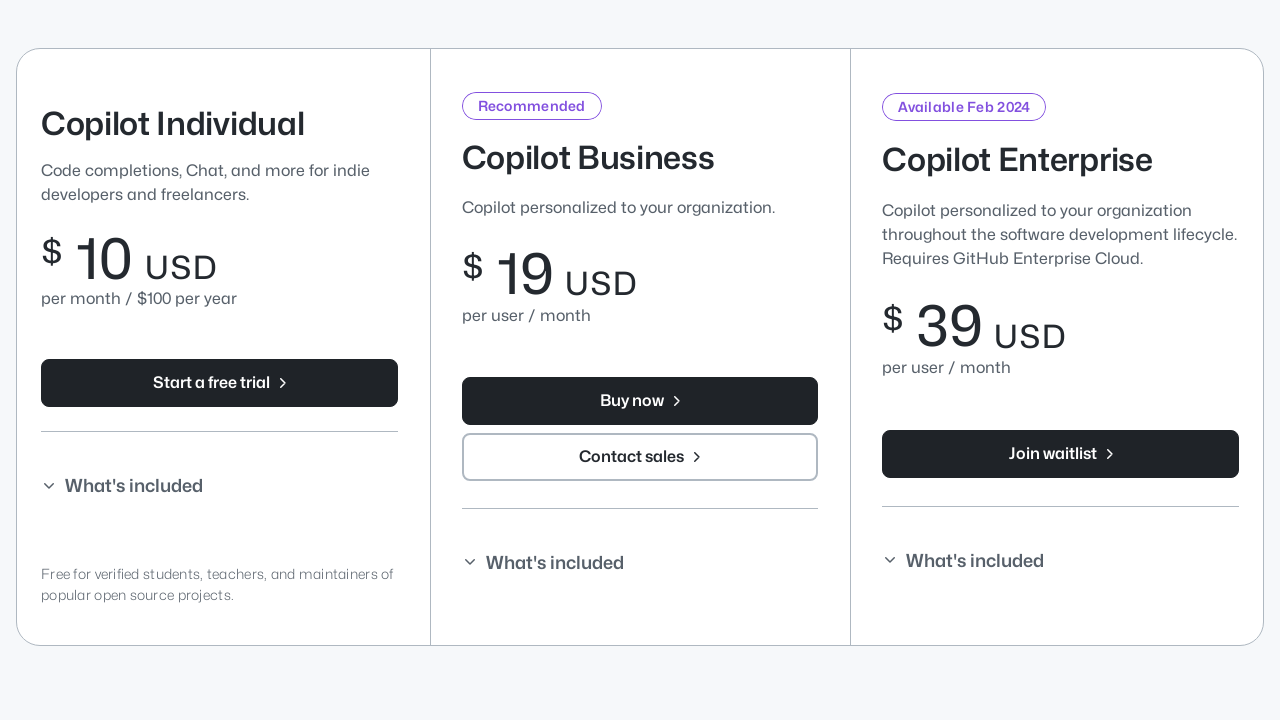 Copilot Individual
Code completions, Chat, and more for indie
developers and freelancers.
$ 10 USD
per month / $100 per year
Start a free trial
What's included
Free for verified students, teachers, and maintainers of
popular open source projects.
Recommended
Copilot Business
Copilot personalized to your organization.
$ 19 USD
per user / month
Buy now
Contact sales
What's included
Available Feb 2024
Copilot Enterprise
Copilot personalized to your organization
throughout the software development lifecycle.
Requires GitHub Enterprise Cloud.
$ 39 USD
per user / month
Join waitlist
What's included